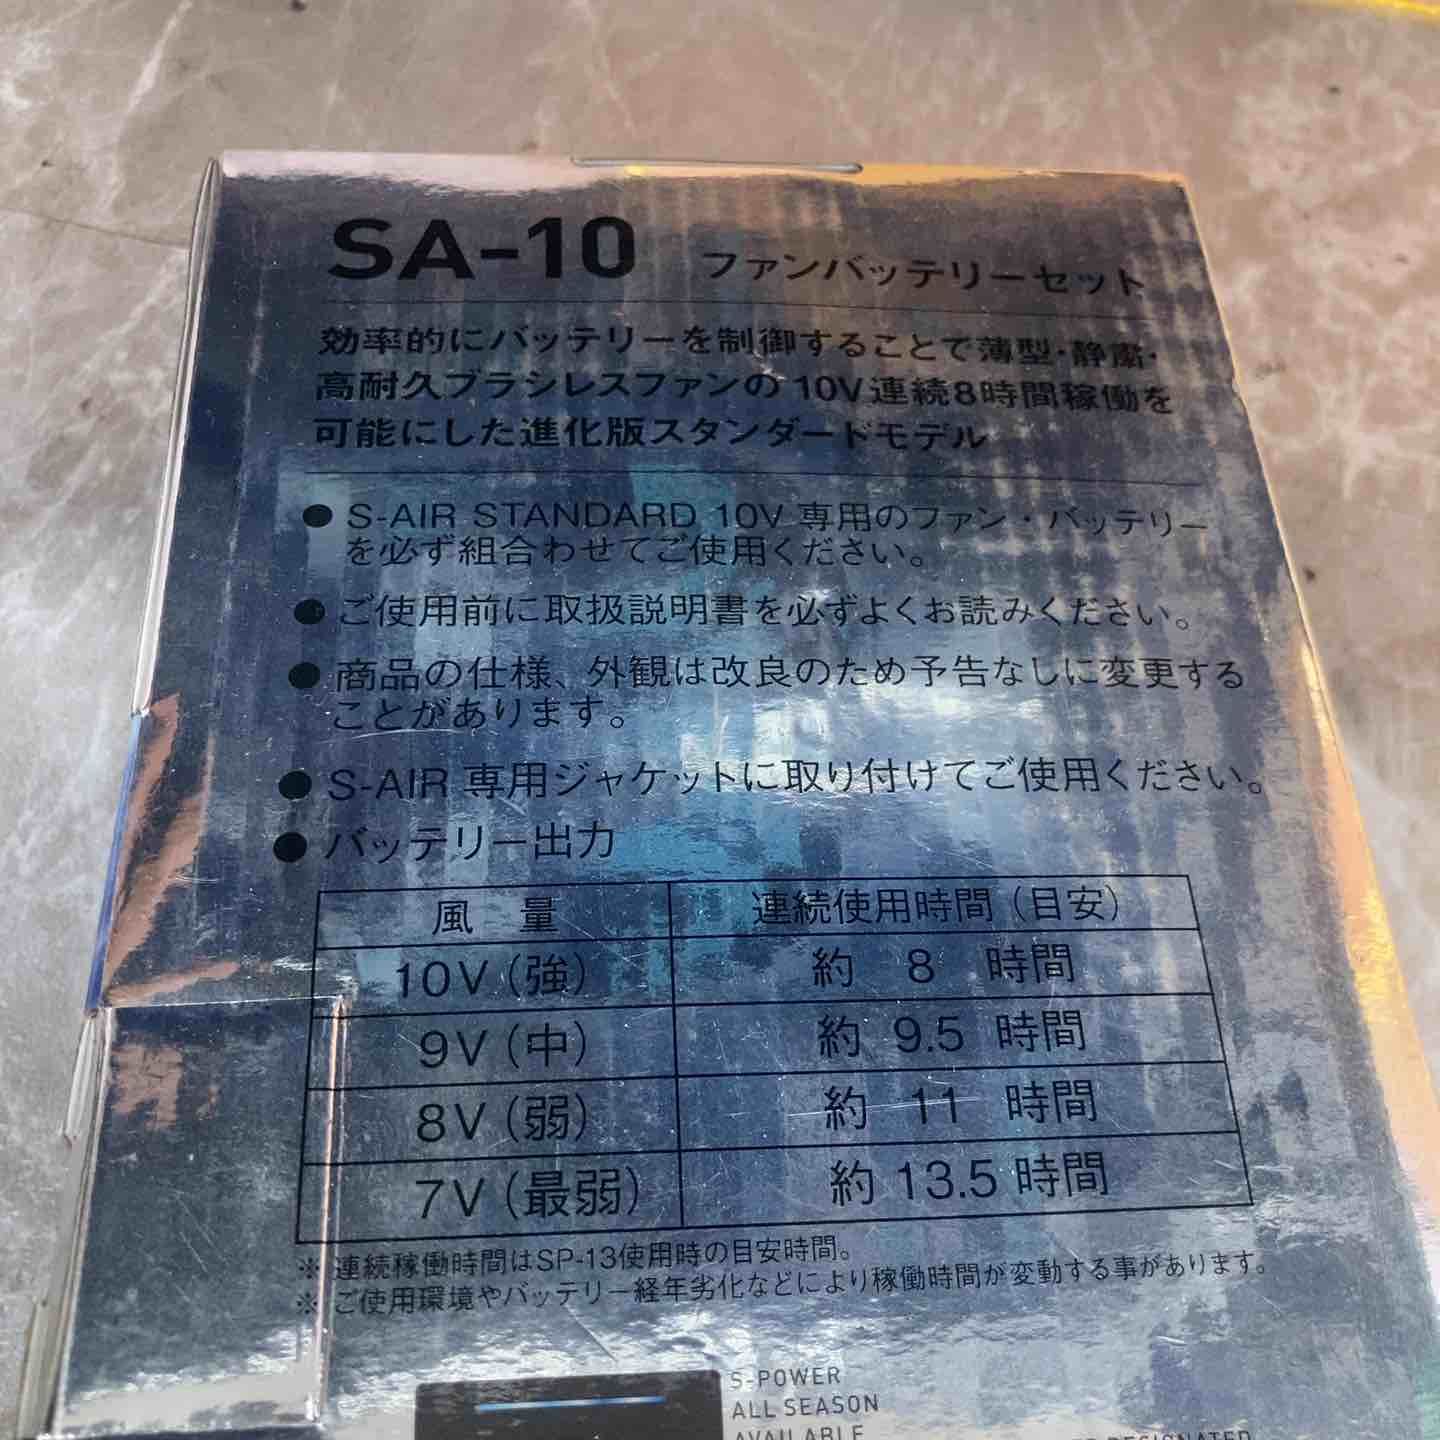 SA-10 ファンバッテリーセット
効率的にバッテリーを制御することで薄型・静粛・
高耐久ブラシレスファンの10V連続8時間稼働を
可能にした進化版スタンダードモデル
● S-AIR STANDARD 10V 専用のファン・バッテリー
を必ず組合わせてご使用ください。
● ご使用前に取扱説明書を必ずよくお読みください。
● 商品の仕様、外観は改良のため予告なしに変更する
ことがあります。
● S-AIR 専用ジャケットに取り付けてご使用ください。
● バッテリー出力
風 量 連続使用時間(目安)
10V(強) 約 8 時間
9V(中) 約 9.5 時間
8V(弱) 約 11 時間
7V(最弱) 約 13.5 時間
※ 連続稼働時間はSP-13使用時の目安時間。
※ ご使用環境やバッテリー経年劣化などにより稼働時間が変動する事があります。
S-POWER
ALL SEASON
AVAILABLE
DESIGNATED